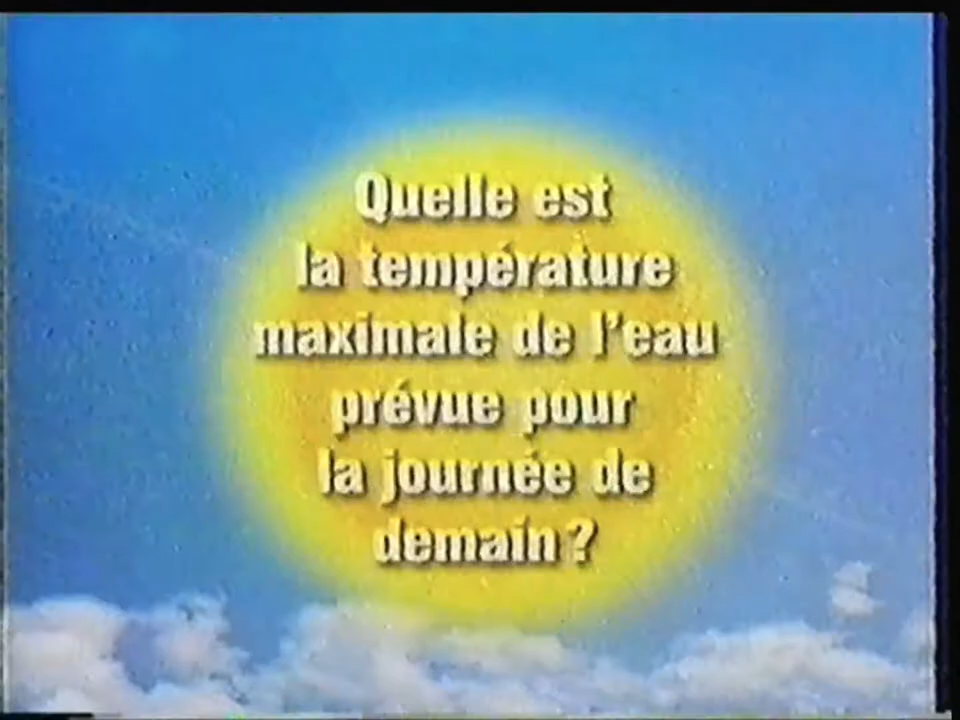 Quelle est
la température
maximale de l'eau
prévue pour
la journée de
demain ?